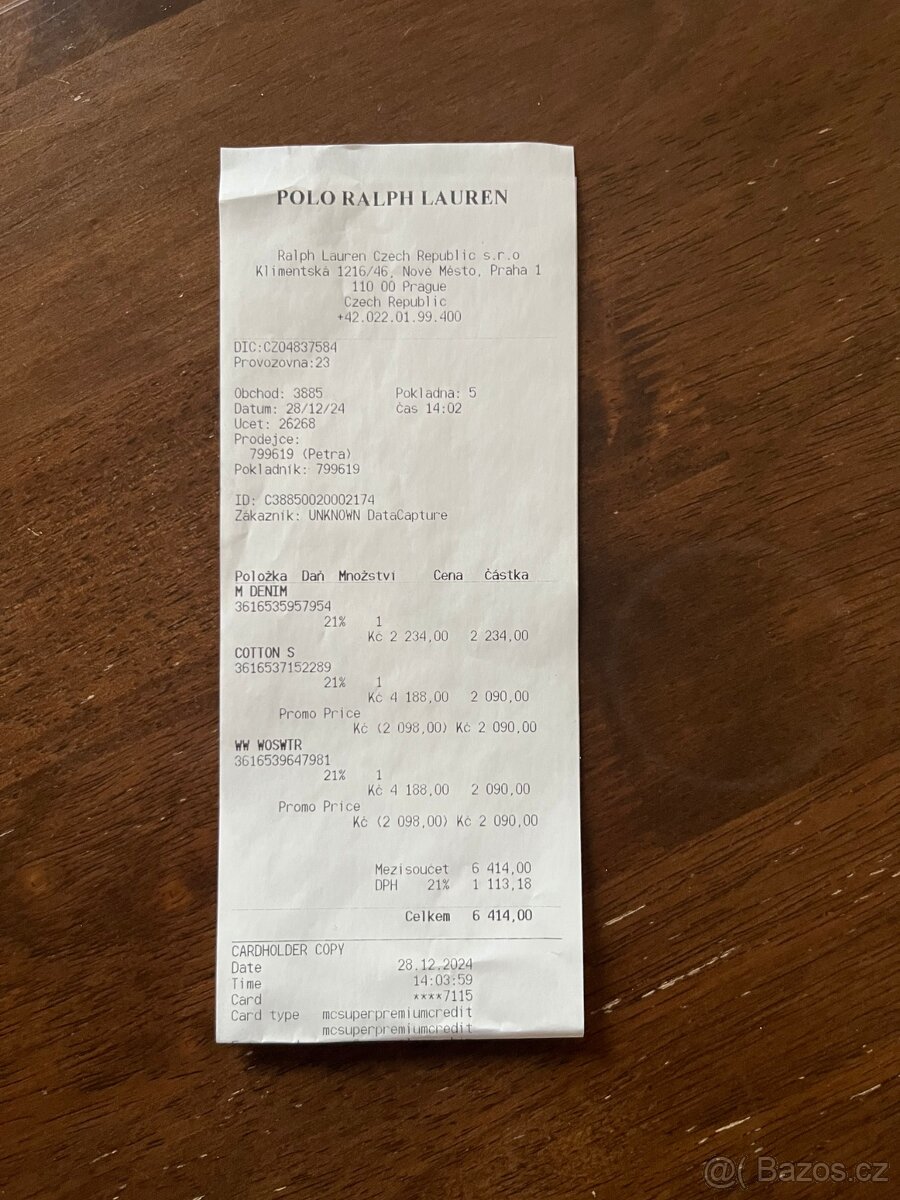 POLO RALPH LAUREN
Ralph Lauren Czech Republic s.r.o
Klimentská 1216/46, Nové Město, Praha 1
110 00 Prague
Czech Republic
+42.022.01.99.400
DIC:CZ04837584
Provozovna:23
Obchod: 3885 Pokladna: 5
Datum: 28/12/24 čas 14:02
Ucet: 26268
Prodejce:
799619 (Petra)
Pokladník: 799619
ID: C38850020002174
Zákazník: UNKNOWN DataCapture
Položka Daň Množství Cena Částka
M DENIM
3616535957954
21% 1
Kč 2 234,00 2 234,00
COTTON S
3616537152289
21% 1
Kč 4 188,00 2 090,00
Promo Price
Kč (2 098,00) Kč 2 090,00
WW WOSWTR
3616539647981
21% 1
Kč 4 188,00 2 090,00
Promo Price
Kč (2 098,00) Kč 2 090,00
Mezisoučet 6 414,00
DPH 21% 1 113,18
Celkem 6 414,00
CARDHOLDER COPY
Date 28.12.2024
Time 14:03:59
Card ****7115
Card type mcsuperpremiumcredit
mcsuperpremiumcredit
@( Bazos.cz